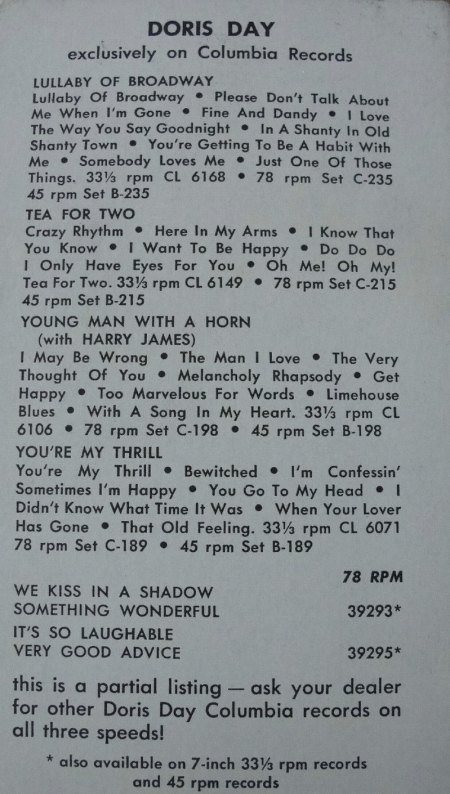 DORIS DAY
exclusively on Columbia Records
LULLABY OF BROADWAY
Lullaby Of Broadway • Please Don't Talk About
Me When I'm Gone • Fine And Dandy • I Love
The Way You Say Goodnight • In A Shanty In Old
Shanty Town • You're Getting To Be A Habit With
Me • Somebody Loves Me • Just One Of Those
Things. 33⅓ rpm CL 6168 • 78 rpm Set C-235
45 rpm Set B-235
TEA FOR TWO
Crazy Rhythm • Here In My Arms • I Know That
You Know • I Want To Be Happy • Do Do Do
I Only Have Eyes For You • Oh Me! Oh My!
Tea For Two. 33⅓ rpm CL 6149 • 78 rpm Set C-215
45 rpm Set B-215
YOUNG MAN WITH A HORN
(with HARRY JAMES)
I May Be Wrong • The Man I Love • The Very
Thought Of You • Melancholy Rhapsody • Get
Happy • Too Marvelous For Words • Limehouse
Blues • With A Song In My Heart. 33⅓ rpm CL
6106 • 78 rpm Set C-198 • 45 rpm Set B-198
YOU'RE MY THRILL
You're My Thrill • Bewitched • I'm Confessin'
Sometimes I'm Happy • You Go To My Head • I
Didn't Know What Time It Was • When Your Lover
Has Gone • That Old Feeling. 33⅓ rpm CL 6071
78 rpm Set C-189 • 45 rpm Set B-189
78 RPM
WE KISS IN A SHADOW
SOMETHING WONDERFUL 39293*
IT'S SO LAUGHABLE
VERY GOOD ADVICE 39295*
this is a partial listing — ask your dealer
for other Doris Day Columbia records on
all three speeds!
* also available on 7-inch 33⅓ rpm records
and 45 rpm records